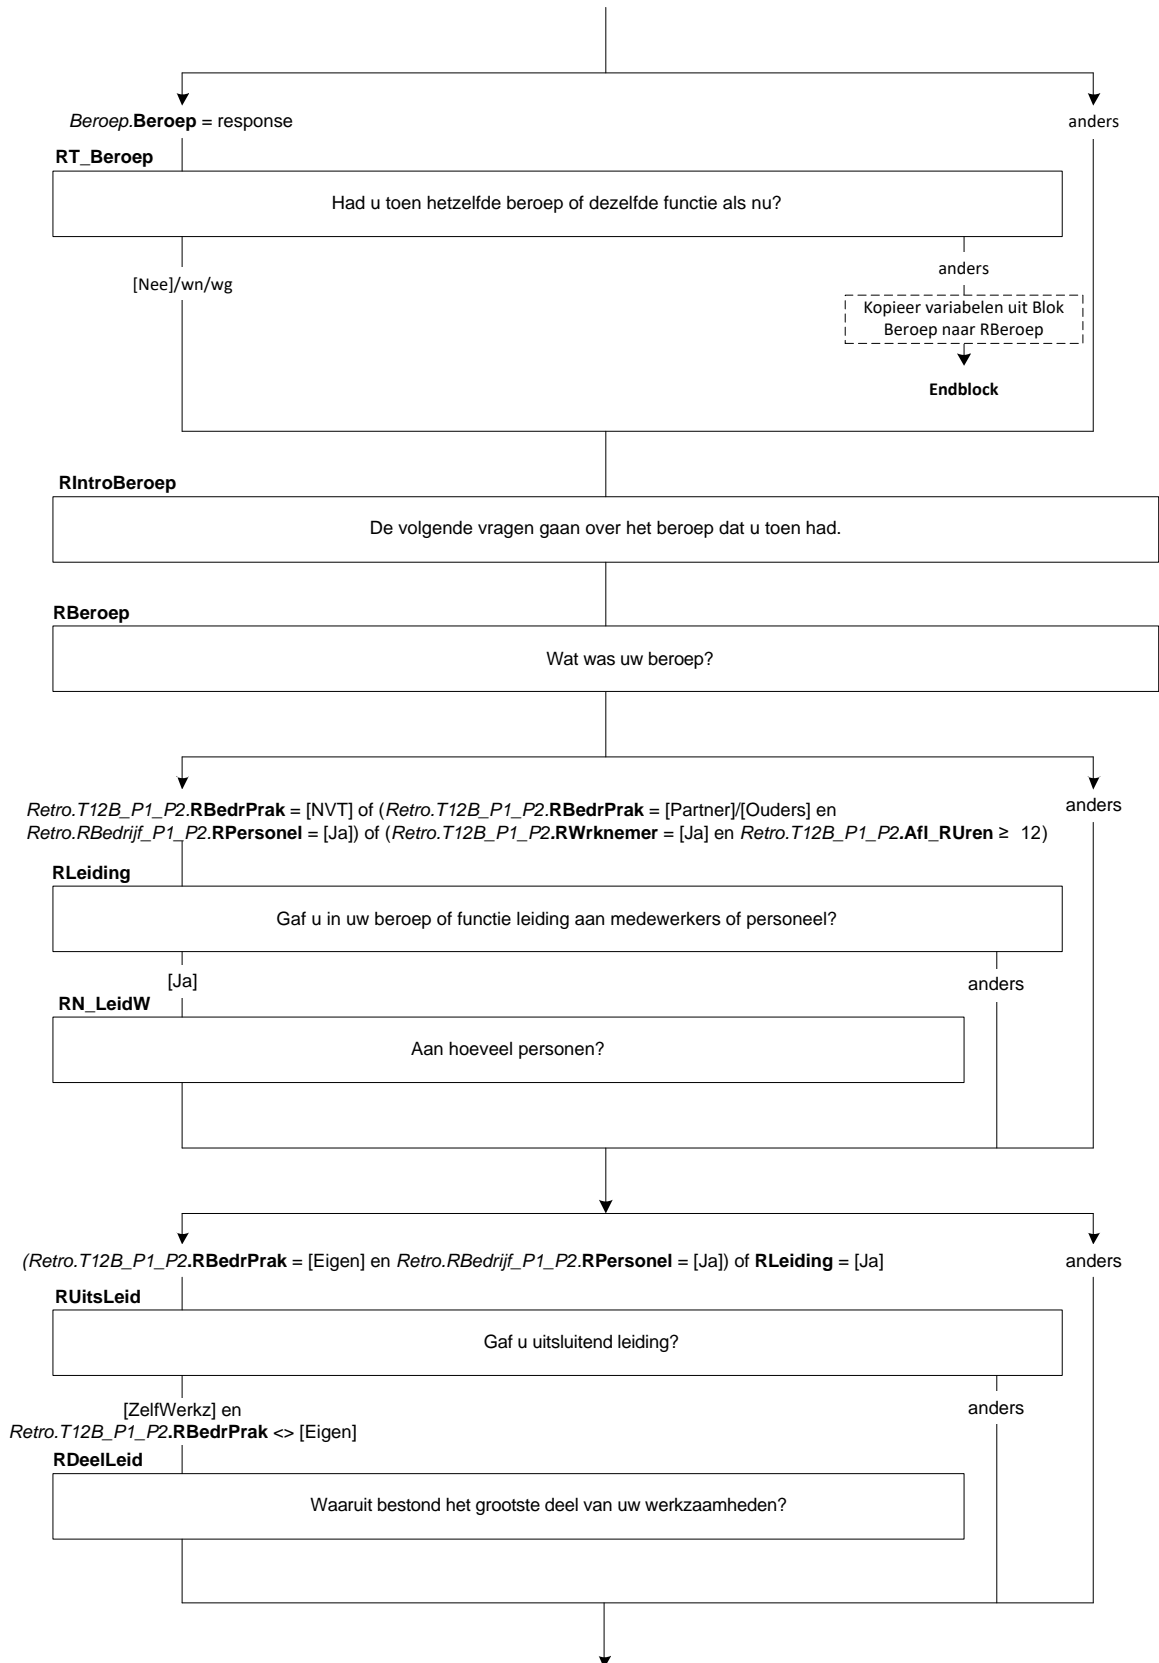 Beroep.Beroep = response
anders
RT_Beroep
Had u toen hetzelfde beroep of dezelfde functie als nu?
[Nee]/wn/wg
anders
Kopieer variabelen uit Blok
Beroep naar RBeroep
Endblock
RIntroBeroep
De volgende vragen gaan over het beroep dat u toen had.
RBeroep
Wat was uw beroep?
Retro.T12B_P1_P2.RBedrPrak = [NVT] of (Retro.T12B_P1_P2.RBedrPrak = [Partner]/[Ouders] en
anders
Retro.RBedrijf_P1_P2.RPersonel = [Ja]) of (Retro.T12B_P1_P2.RWrknemer = [Ja] en Retro.T12B_P1_P2.Afl_RUren ≥ 12)
RLeiding
Gaf u in uw beroep of functie leiding aan medewerkers of personeel?
[Ja]
anders
RN_LeidW
Aan hoeveel personen?
(Retro.T12B_P1_P2.RBedrPrak = [Eigen] en Retro.RBedrijf_P1_P2.RPersonel = [Ja]) of RLeiding = [Ja]
anders
RUitsLeid
Gaf u uitsluitend leiding?
[ZelfWerkz] en
anders
Retro.T12B_P1_P2.RBedrPrak <> [Eigen]
RDeelLeid
Waaruit bestond het grootste deel van uw werkzaamheden?